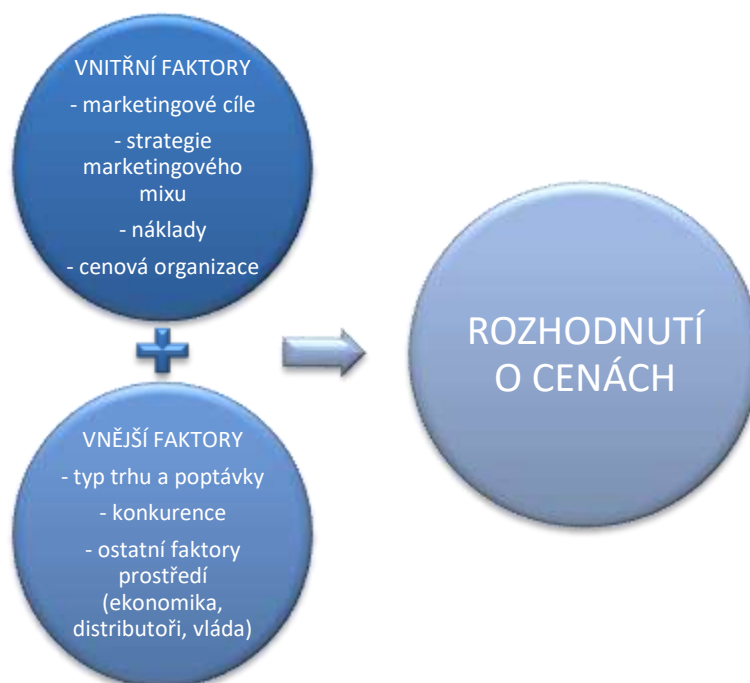 VNITŘNÍ FAKTORY
- marketingové cíle
- strategie
marketingového
mixu
- náklady
- cenová organizace
VNĚJŠÍ FAKTORY
- typ trhu a poptávky
- konkurence
- ostatní faktory
prostředí
(ekonomika,
distributoři, vláda)
ROZHODNUTÍ
O CENÁCH